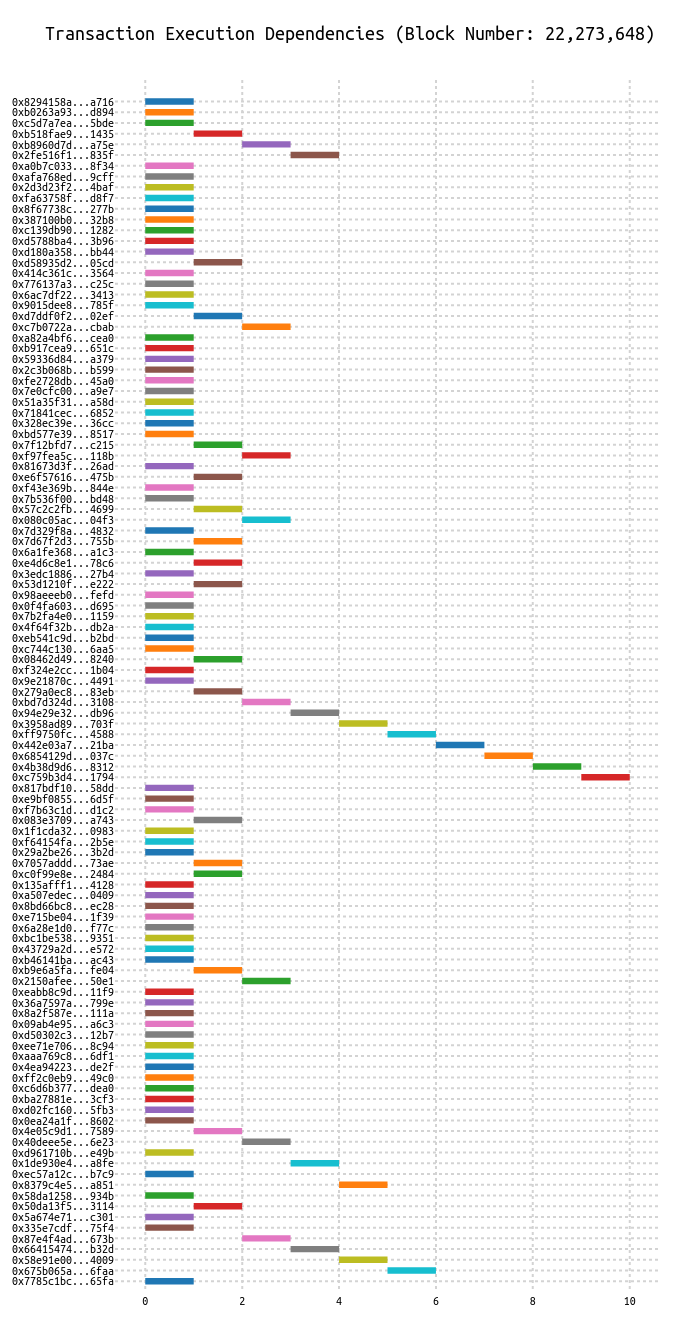 Transaction Execution Dependencies (Block Number: 22,273,648)
0x8294158a...a716
0xb0263a93...d894
0xc5d7a7ea...5bde
0xb518fae9...1435
0xb8960d7d...a75e
0x2fe516f1...835f
0xa0b7c033...8f34
0xafa768ed...9cff
0x2d3d23f2...4baf
0xfa63758f...d8f7
0x8f67738c...277b
0x387100b0...32b8
0xc139db90...1282
0xd5788ba4...3b96
0xd180a358...bb44
0xd58935d2...05cd
0x414c361c...3564
0x776137a3...c25c
0x6ac7df22...3413
0x9015dee8...785f
0xd7ddf0f2...02ef
0xc7b0722a...cbab
0xa82a4bf6...cea0
0xb917cea9...651c
0x59336d84...a379
0x2c3b068b...b599
0xfe2728db...45a0
0x7e0cfc00...a9e7
0x51a35f31...a58d
0x71841cec...6852
0x328ec39e...36cc
0xbd577e39...8517
0x7f12bfd7...c215
0xf97fea5c...118b
0x81673d3f...26ad
0xe6f57616...475b
0xf43e369b...844e
0x7b536f00...bd48
0x57c2c2fb...4699
0x080c05ac...04f3
0x7d329f8a...4832
0x7d67f2d3...755b
0x6a1fe368...a1c3
0xe4d6c8e1...78c6
0x3edc1886...27b4
0x53d1210f...e222
0x98aeeeb0...fefd
0x0f4fa603...d695
0x7b2fa4e0...1159
0x4f64f32b...db2a
0xeb541c9d...b2bd
0xc744c130...6aa5
0x08462d49...8240
0xf324e2cc...1b04
0x9e21870c...4491
0x279a0ec8...83eb
0xbd7d324d...3108
0x94e29e32...db96
0x3958ad89...703f
0xff9750fc...4588
0x442e03a7...21ba
0x6854129d...037c
0x4b38d9d6...8312
0xc759b3d4...1794
0x817bdf10...58dd
0xe9bf0855...6d5f
0xf7b63c1d...d1c2
0x083e3709...a743
0x1f1cda32...0983
0xf64154fa...2b5e
0x29a2be26...3b2d
0x7057addd...73ae
0xc0f99e8e...2484
0x135afff1...4128
0xa507edec...0409
0x8bd66bc8...ec28
0xe715be04...1f39
0x6a28e1d0...f77c
0xbc1be538...9351
0x43729a2d...e572
0xb46141ba...ac43
0xb9e6a5fa...fe04
0x2150afee...50e1
0xeabb8c9d...11f9
0x36a7597a...799e
0x8a2f587e...111a
0x09ab4e95...a6c3
0xd50302c3...12b7
0xee71e706...8c94
0xaaa769c8...6df1
0x4ea94223...de2f
0xff2c0eb9...49c0
0xc6d6b377...dea0
0xba27881e...3cf3
0xd02fc160...5fb3
0x0ea24a1f...8602
0x4e05c9d1...7589
0x40deee5e...6e23
0xd961710b...e49b
0x1de930e4...a8fe
0xec57a12c...b7c9
0x8379c4e5...a851
0x58da1258...934b
0x50da13f5...3114
0x5a674e71...c301
0x335e7cdf...75f4
0x87e4f4ad...673b
0x66415474...b32d
0x58e91e00...4009
0x675b065a...6faa
0x7785c1bc...65fa
0 2 4 6 8 10